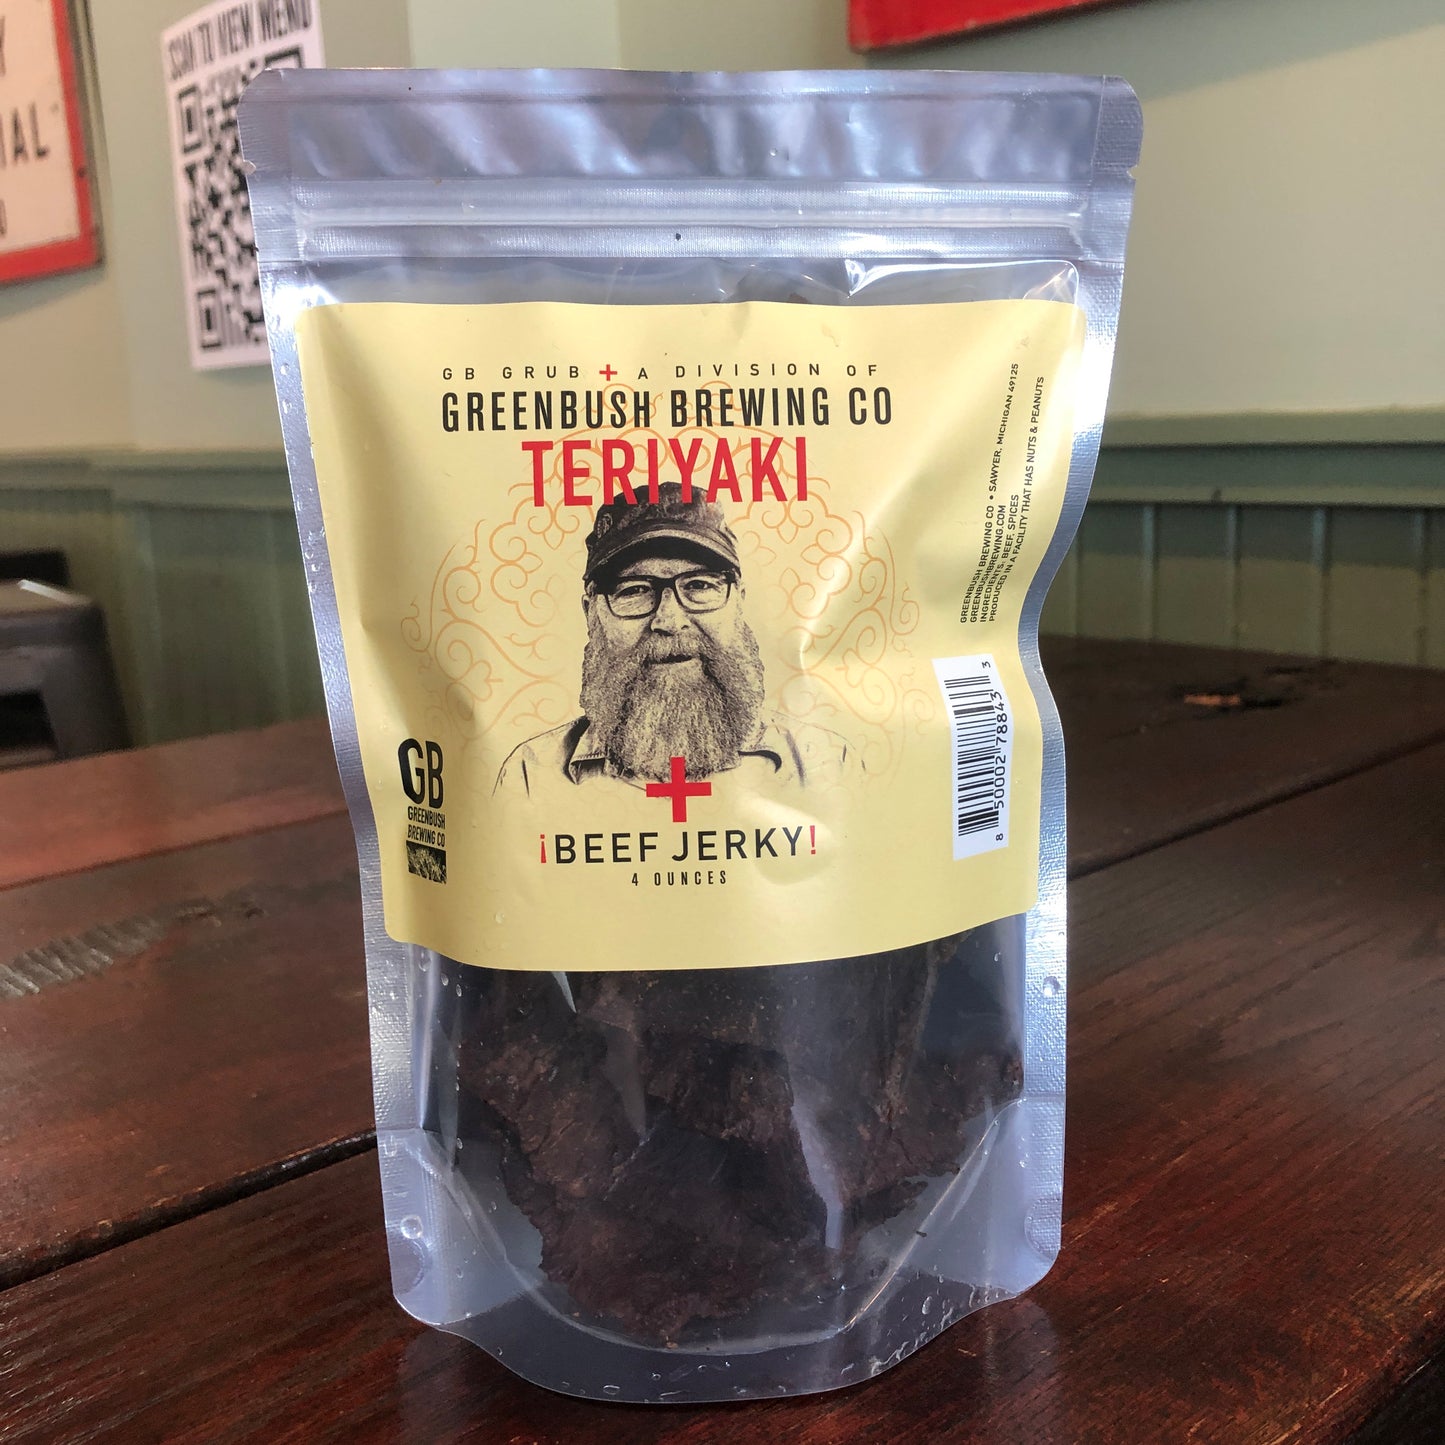 SCAN TO VIEW MENU
GB GRUB + A DIVISION OF
GREENBUSH BREWING CO
TERIYAKI
¡BEEF JERKY!
4 OUNCES
GB
GREENBUSH
BREWING CO
GREENBUSH BREWING CO • SAWYER, MICHIGAN 49125
GREENBUSHBREWING.COM
INGREDIENTS: BEEF, SPICES
PRODUCED IN A FACILITY THAT HAS NUTS & PEANUTS
8 50002 78843 3